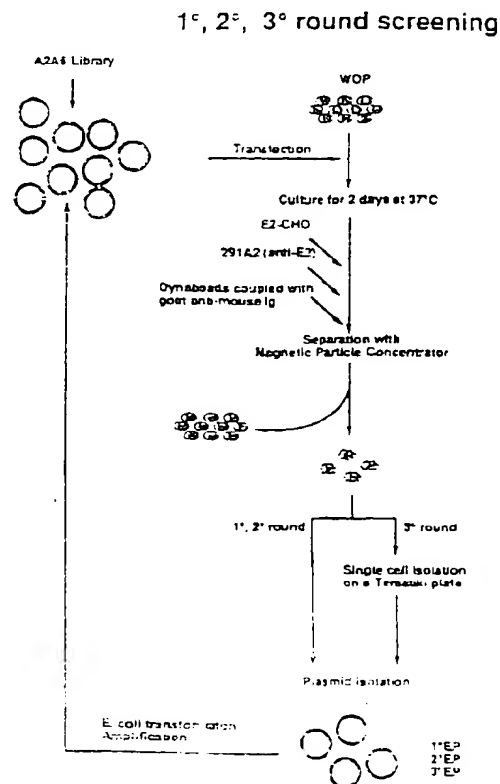 1°, 2°, 3° round screening
A2A6 Library
WOP
Transfection
Culture for 2 days at 37°C
E2-CHO
291A2 (anti-E2)
Dynabeads coupled with
goat anti-mouse Ig
Separation with
Magnetic Particle Concentrator
1°, 2° round
3° round
Single cell isolation
on a Terasaki plate
Plasmid isolation
E. coli transformation
Amplification
1°EP
2°EP
3°EP